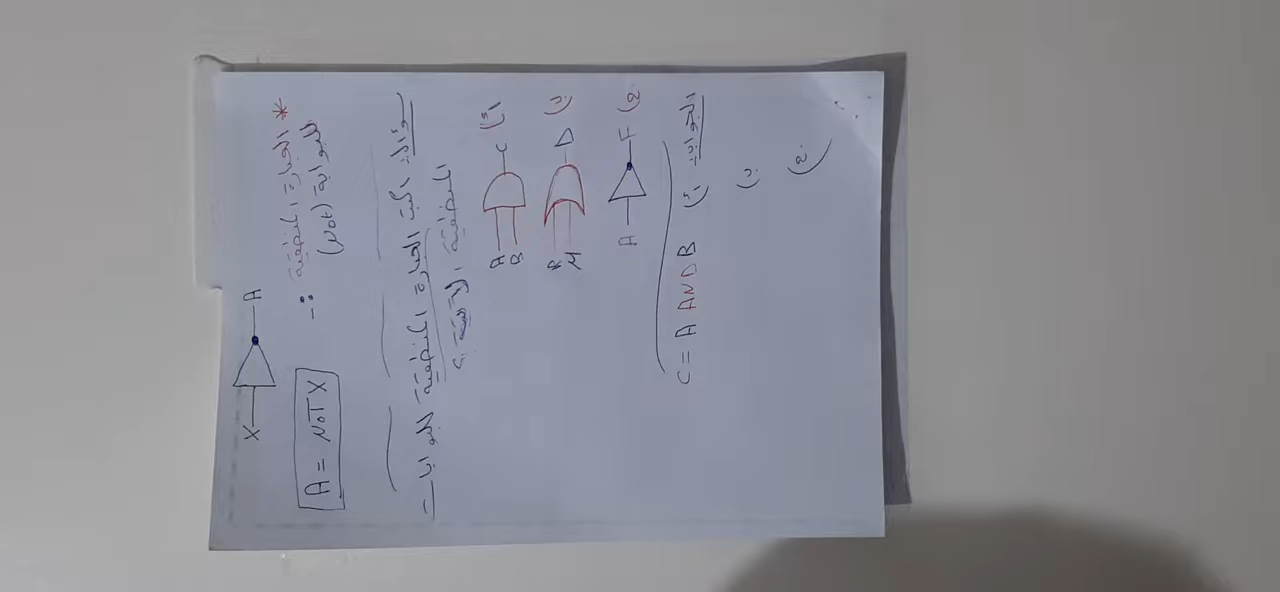 * العبارة المنطقية
للبوابة (NOT) :-
X A
A = NOT X
سؤال: اكتب العبارة المنطقية للبوابات
المنطقية الآتية؟
أ) C A B
ب) D M
ج) F A
الجواب:
أ) C = A AND B
ب)
ج)